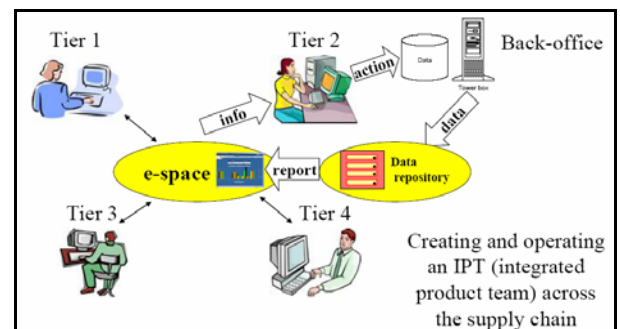 Tier 1
Tier 2
Back-office
action
Data
Tower box
info
data
e-space
report
Data
repository
Tier 3
Tier 4
Creating and operating
an IPT (integrated
product team) across
the supply chain